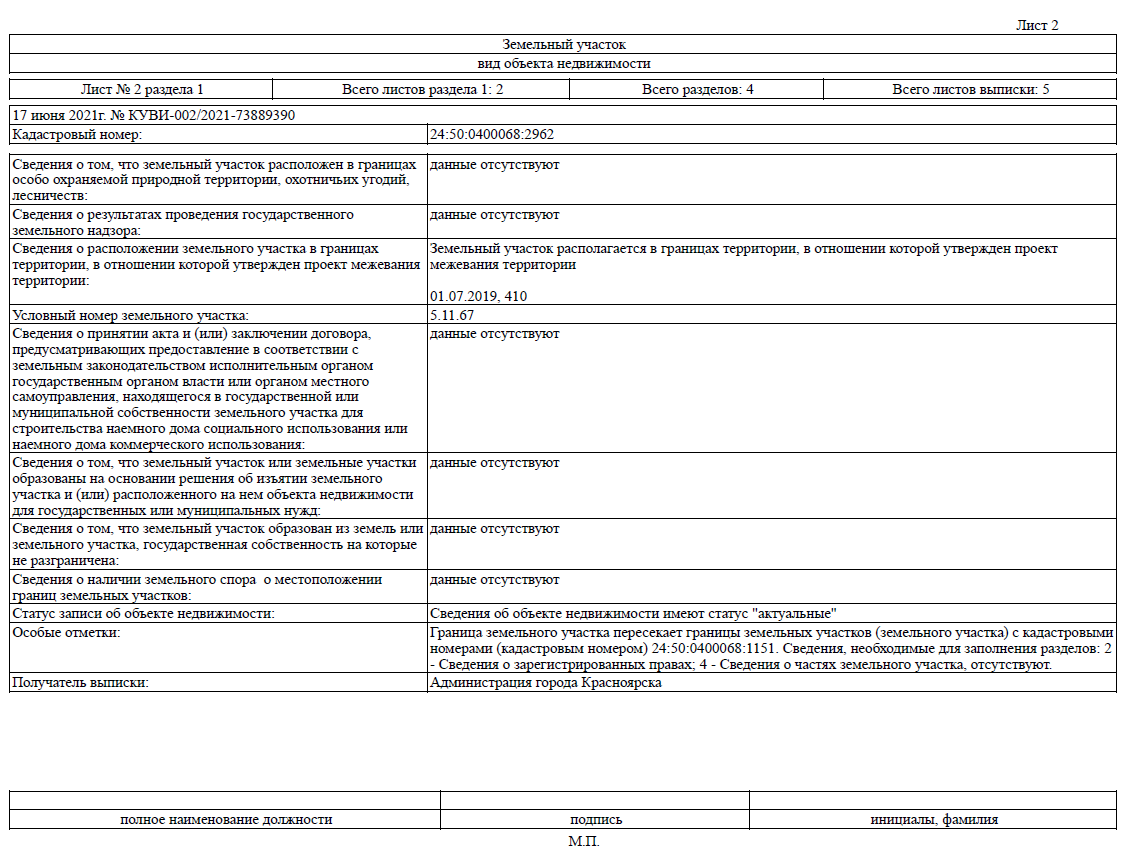 Лист 2
Земельный участок
вид объекта недвижимости
Лист № 2 раздела 1
Всего листов раздела 1: 2
Всего разделов: 4
Всего листов выписки: 5
17 июня 2021г. № КУВИ-002/2021-73889390
Кадастровый номер:
24:50:0400068:2962
Сведения о том, что земельный участок расположен в границах
особо охраняемой природной территории, охотничьих угодий,
лесничеств:
данные отсутствуют
Сведения о результатах проведения государственного
земельного надзора:
данные отсутствуют
Сведения о расположении земельного участка в границах
территории, в отношении которой утвержден проект межевания
территории:
Земельный участок располагается в границах территории, в отношении которой утвержден проект
межевания территории
01.07.2019, 410
Условный номер земельного участка:
5.11.67
Сведения о принятии акта и (или) заключении договора,
предусматривающих предоставление в соответствии с
земельным законодательством исполнительным органом
государственным органом власти или органом местного
самоуправления, находящегося в государственной или
муниципальной собственности земельного участка для
строительства наемного дома социального использования или
наемного дома коммерческого использования:
данные отсутствуют
Сведения о том, что земельный участок или земельные участки
образованы на основании решения об изъятии земельного
участка и (или) расположенного на нем объекта недвижимости
для государственных или муниципальных нужд:
данные отсутствуют
Сведения о том, что земельный участок образован из земель или
земельного участка, государственная собственность на которые
не разграничена:
данные отсутствуют
Сведения о наличии земельного спора о местоположении
границ земельных участков:
данные отсутствуют
Статус записи об объекте недвижимости:
Сведения об объекте недвижимости имеют статус "актуальные"
Особые отметки:
Граница земельного участка пересекает границы земельных участков (земельного участка) с кадастровыми
номерами (кадастровым номером) 24:50:0400068:1151. Сведения, необходимые для заполнения разделов: 2
- Сведения о зарегистрированных правах; 4 - Сведения о частях земельного участка, отсутствуют.
Получатель выписки:
Администрация города Красноярска
полное наименование должности
подпись
инициалы, фамилия
М.П.